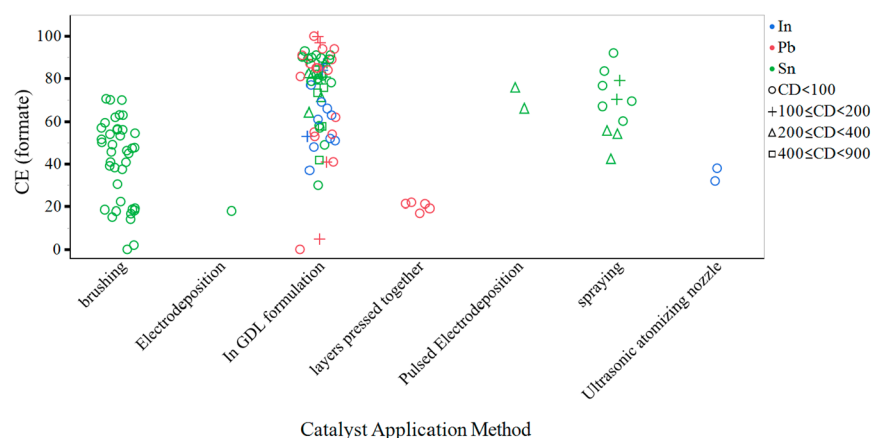 100
80
60
40
20
0
CE (formate)
brushing
Electrodeposition
In GDL formulation
layers pressed together
Pulsed Electrodeposition
spraying
Ultrasonic atomizing nozzle
Catalyst Application Method
In
Pb
Sn
CD<100
100≤CD<200
200≤CD<400
400≤CD<900